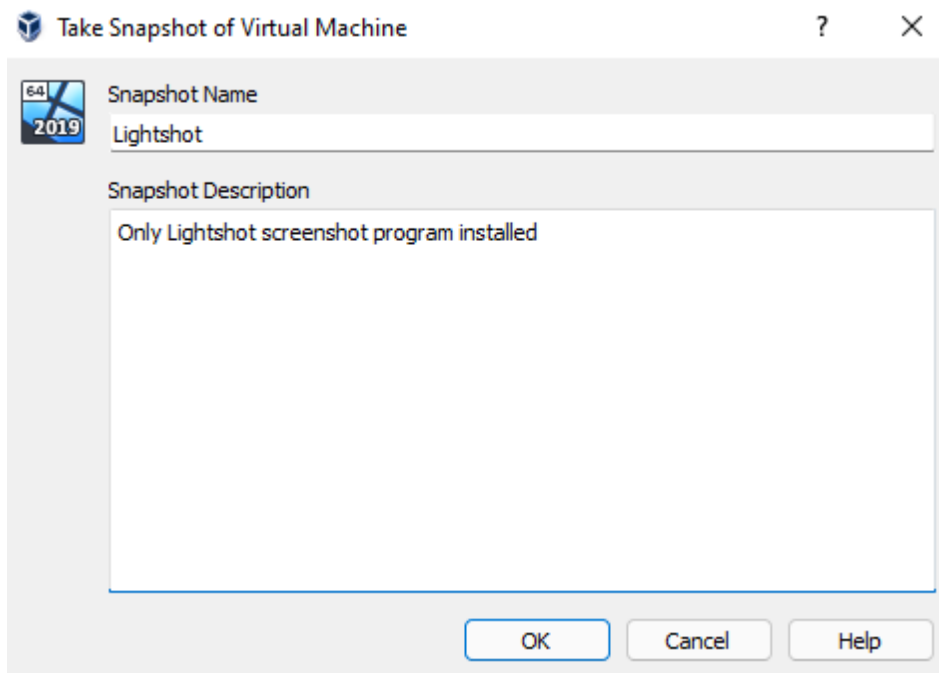 Take Snapshot of Virtual Machine
?
64
2019
Snapshot Name
Lightshot
Snapshot Description
Only Lightshot screenshot program installed
OK
Cancel
Help